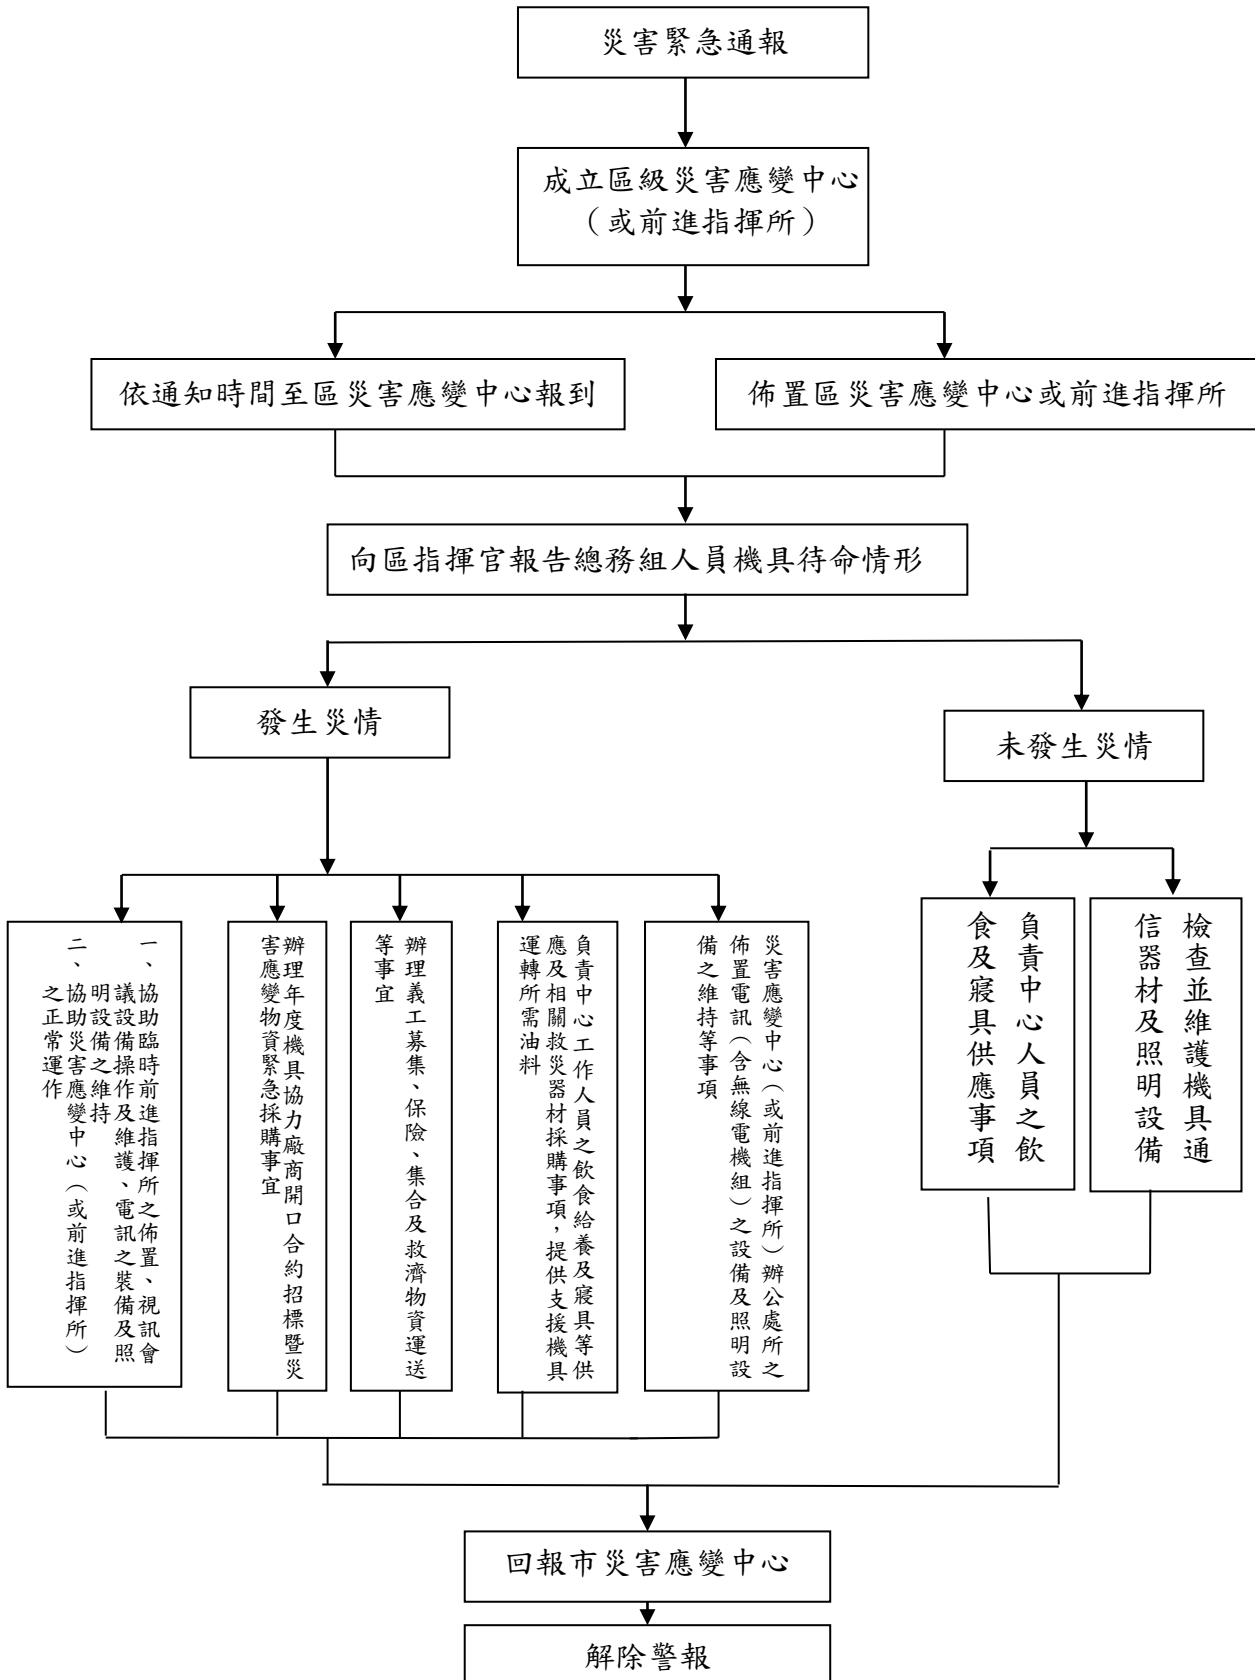 災害緊急通報
成立區級災害應變中心
（或前進指揮所）
依通知時間至區災害應變中心報到
佈置區災害應變中心或前進指揮所
向區指揮官報告總務組人員機具待命情形
發生災情
未發生災情
一、協助臨時前進指揮所之佈置、視訊會
議設備操作及維護、電訊之裝備及照
明設備之維持
二、協助災害應變中心（或前進指揮所）
之正常運作
辦理年度機具協力廠商開口合約招標暨災
害應變物資緊急採購事宜
辦理義工募集、保險、集合及救濟物資運送
等事宜
負責中心工作人員之飲食給養及寢具等供
應及相關救災器材採購事項，提供支援機具
運轉所需油料
災害應變中心（或前進指揮所）辦公處所之
佈置電訊（含無線電機組）之設備及照明設
備之維持等事項
負責中心人員之飲
食及寢具供應事項
檢查並維護機具通
信器材及照明設備
回報市災害應變中心
解除警報